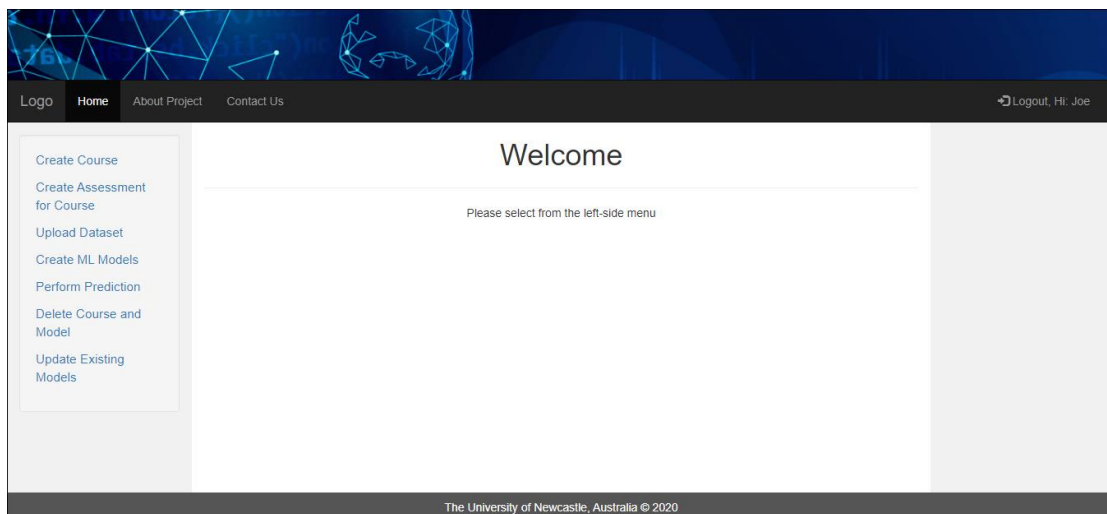 Logo Home About Project Contact Us Logout, Hi: Joe
Create Course
Create Assessment
for Course
Upload Dataset
Create ML Models
Perform Prediction
Delete Course and
Model
Update Existing
Models
Welcome
Please select from the left-side menu
The University of Newcastle, Australia © 2020